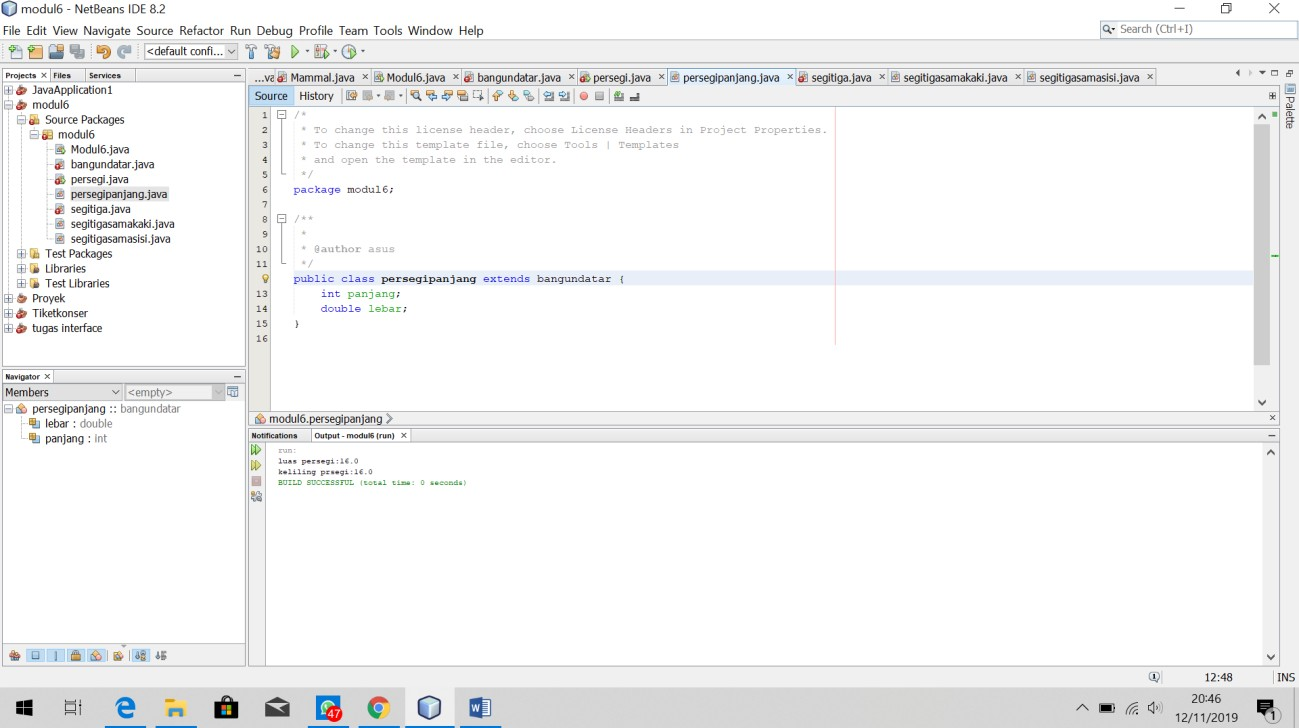 modul6 - NetBeans IDE 8.2
File Edit View Navigate Source Refactor Run Debug Profile Team Tools Window Help
Search (Ctrl+I)
<default confi...
Projects Files Services
JavaApplication1
modul6
Source Packages
modul6
Modul6.java
bangundatar.java
persegi.java
persegipanjang.java
segitiga.java
segitigasamakaki.java
segitigasamasisi.java
Test Packages
Libraries
Test Libraries
Proyek
Tiketkonser
tugas interface
Navigator
Members <empty>
persegipanjang :: bangundatar
lebar : double
panjang : int
...va Mammal.java Modul6.java bangundatar.java persegi.java persegipanjang.java segitiga.java segitigasamakaki.java segitigasamasisi.java
Source History
Palette
1 /*
2 * To change this license header, choose License Headers in Project Properties.
3 * To change this template file, choose Tools | Templates
4 * and open the template in the editor.
5 */
6 package modul6;
7
8 /**
9 *
10 * @author asus
11 */
public class persegipanjang extends bangundatar {
13 int panjang;
14 double lebar;
15 }
16
modul6.persegipanjang
Notifications Output - modul6 (run)
run:
luas persegi:16.0
keliling prsegi:16.0
BUILD SUCCESSFUL (total time: 0 seconds)
1 12:48 INS
47
20:46
12/11/2019
1